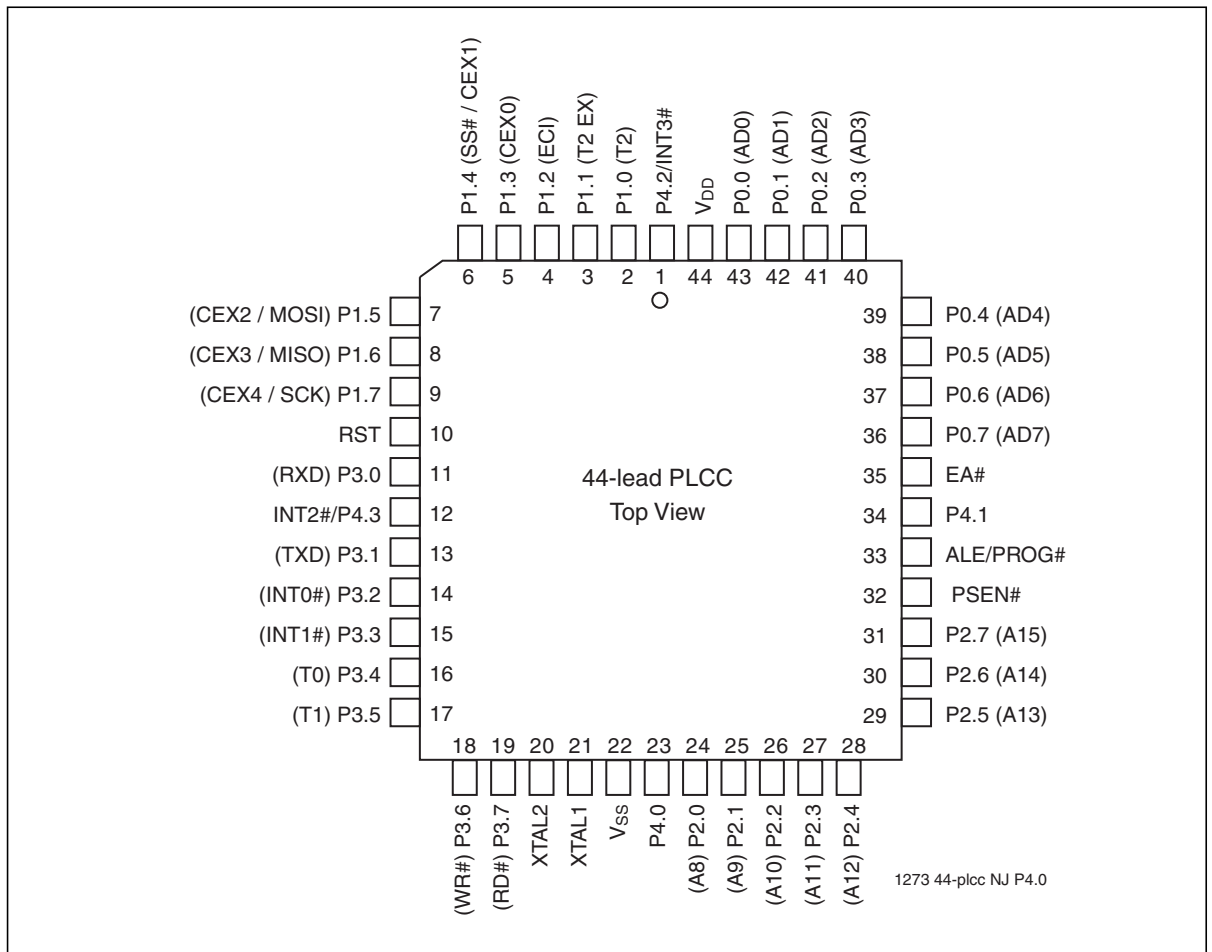 P1.4 (SS# / CEX1)
P1.3 (CEX0)
P1.2 (ECI)
P1.1 (T2 EX)
P1.0 (T2)
P4.2/INT3#
VDD
P0.0 (AD0)
P0.1 (AD1)
P0.2 (AD2)
P0.3 (AD3)
6 5 4 3 2 1 44 43 42 41 40
(CEX2 / MOSI) P1.5 7
(CEX3 / MISO) P1.6 8
(CEX4 / SCK) P1.7 9
RST 10
(RXD) P3.0 11
INT2#/P4.3 12
(TXD) P3.1 13
(INT0#) P3.2 14
(INT1#) P3.3 15
(T0) P3.4 16
(T1) P3.5 17
44-lead PLCC
Top View
39 P0.4 (AD4)
38 P0.5 (AD5)
37 P0.6 (AD6)
36 P0.7 (AD7)
35 EA#
34 P4.1
33 ALE/PROG#
32 PSEN#
31 P2.7 (A15)
30 P2.6 (A14)
29 P2.5 (A13)
18 19 20 21 22 23 24 25 26 27 28
(WR#) P3.6
(RD#) P3.7
XTAL2
XTAL1
VSS
P4.0
(A8) P2.0
(A9) P2.1
(A10) P2.2
(A11) P2.3
(A12) P2.4
1273 44-plcc NJ P4.0